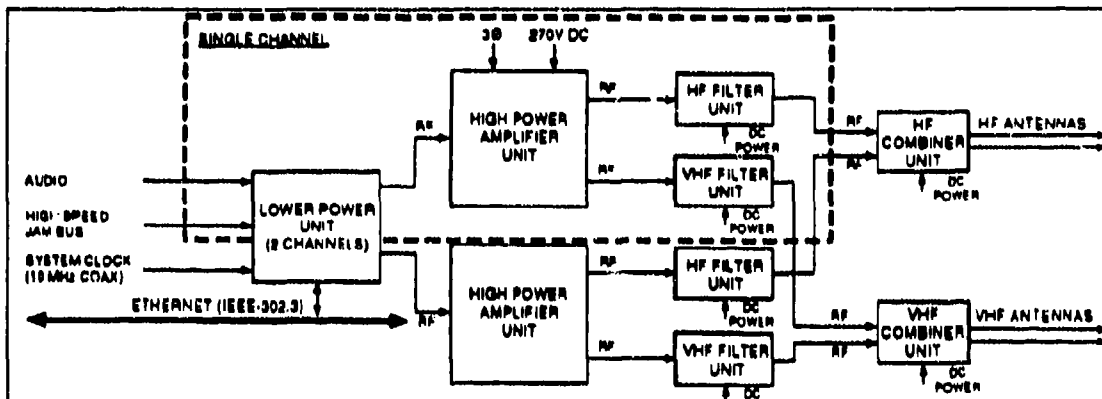 SINGLE CHANNEL
3Φ
270V DC
HIGH POWER
AMPLIFIER
UNIT
RF
RF
RF
HF FILTER
UNIT
DC
POWER
VHF FILTER
UNIT
DC
POWER
RF
RF
HF
COMBINER
UNIT
DC
POWER
HF ANTENNAS
AUDIO
HIGH-SPEED
JAM BUS
SYSTEM CLOCK
(10 MHz COAX)
LOWER POWER
UNIT
(2 CHANNELS)
ETHERNET (IEEE-802.3)
RF
HIGH POWER
AMPLIFIER
UNIT
RF
RF
HF FILTER
UNIT
DC
POWER
VHF FILTER
UNIT
DC
RF
RF
VHF
COMBINER
UNIT
DC
POWER
VHF ANTENNAS